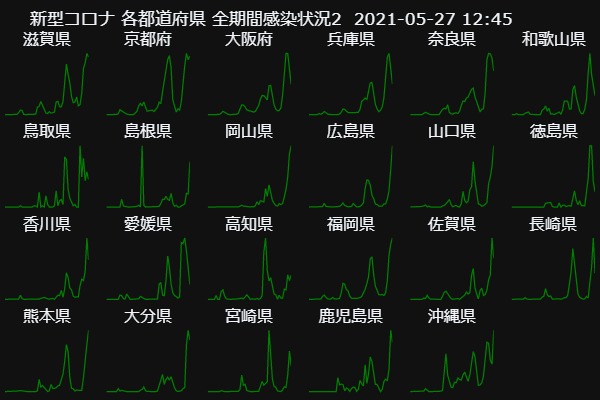 新型コロナ 各都道府県 全期間感染状況2 2021-05-27 12:45
滋賀県 京都府 大阪府 兵庫県 奈良県 和歌山県
鳥取県 島根県 岡山県 広島県 山口県 徳島県
香川県 愛媛県 高知県 福岡県 佐賀県 長崎県
熊本県 大分県 宮崎県 鹿児島県 沖縄県